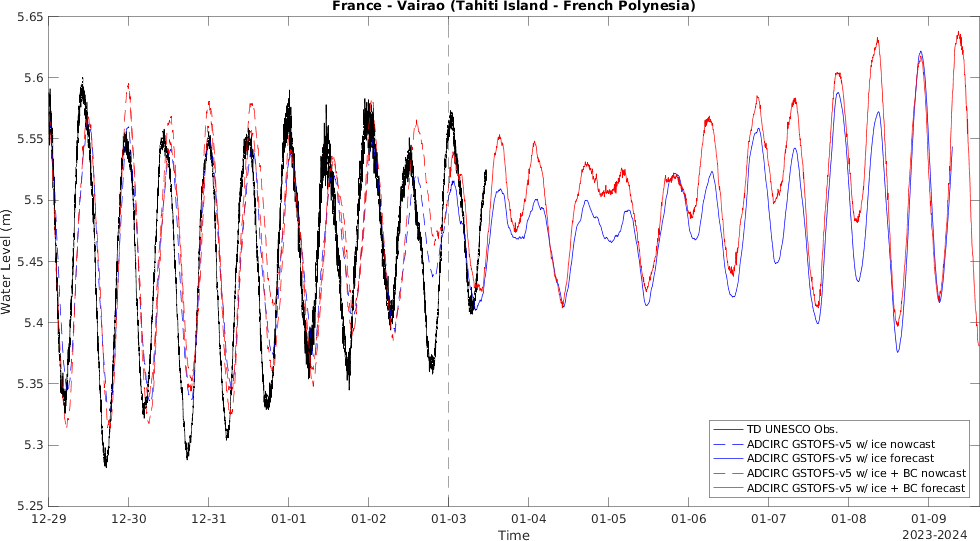 France - Vairao (Tahiti Island - French Polynesia)
Water Level (m)
5.65
5.6
5.55
5.5
5.45
5.4
5.35
5.3
5.25
TD UNESCO Obs.
ADCIRC GSTOFS-v5 w/ ice nowcast
ADCIRC GSTOFS-v5 w/ ice forecast
ADCIRC GSTOFS-v5 w/ ice + BC nowcast
ADCIRC GSTOFS-v5 w/ ice + BC forecast
12-29 12-30 12-31 01-01 01-02 01-03 01-04 01-05 01-06 01-07 01-08 01-09
Time
2023-2024